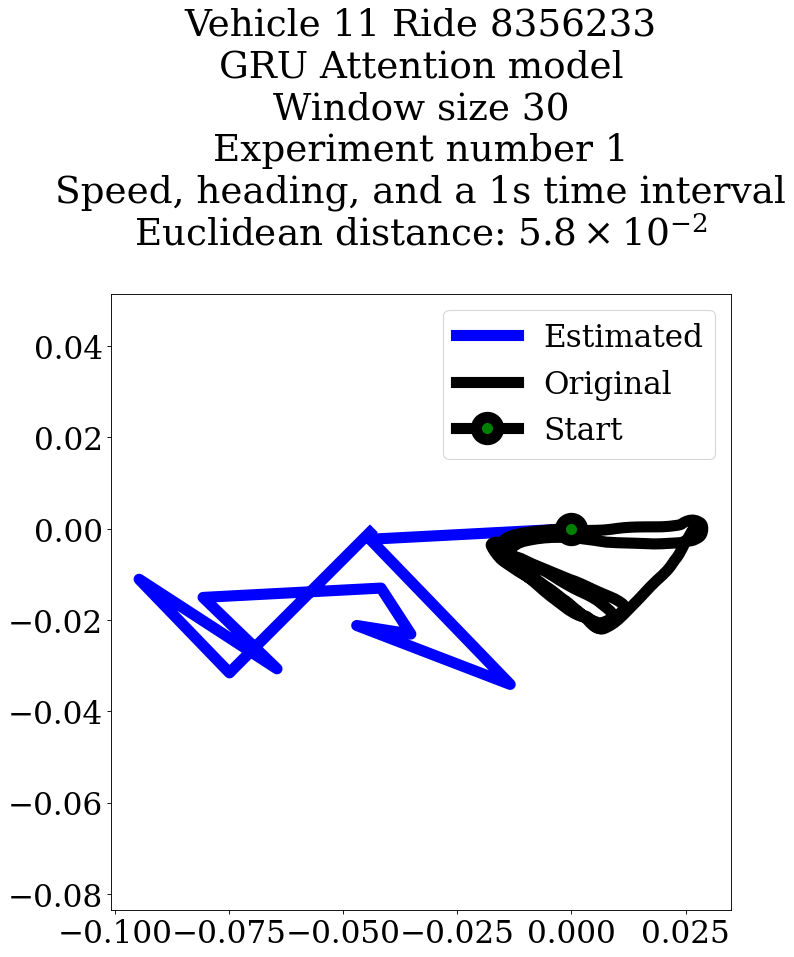 Vehicle 11 Ride 8356233
GRU Attention model
Window size 30
Experiment number 1
Speed, heading, and a 1s time interval
Euclidean distance: 5.8 × 10⁻²
Estimated
Original
Start
0.04
0.02
0.00
−0.02
−0.04
−0.06
−0.08
−0.100 −0.075 −0.050 −0.025 0.000 0.025